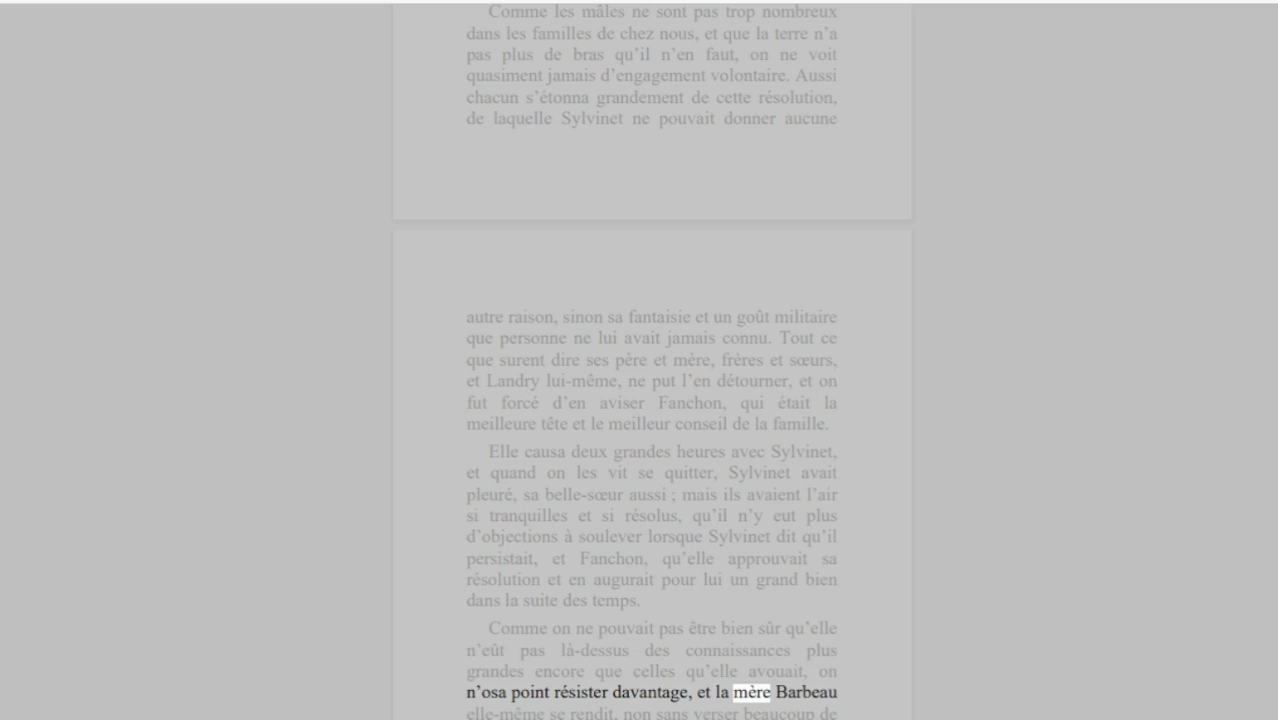 Comme les mâles ne sont pas trop nombreux
dans les familles de chez nous, et que la terre n’a
pas plus de bras qu’il n’en faut, on ne voit
quasiment jamais d’engagement volontaire. Aussi
chacun s’étonna grandement de cette résolution,
de laquelle Sylvinet ne pouvait donner aucune
autre raison, sinon sa fantaisie et un goût militaire
que personne ne lui avait jamais connu. Tout ce
que surent dire ses père et mère, frères et sœurs,
et Landry lui-même, ne put l’en détourner, et on
fut forcé d’en aviser Fanchon, qui était la
meilleure tête et le meilleur conseil de la famille.
Elle causa deux grandes heures avec Sylvinet,
et quand on les vit se quitter, Sylvinet avait
pleuré, sa belle-sœur aussi ; mais ils avaient l’air
si tranquilles et si résolus, qu’il n’y eut plus
d’objections à soulever lorsque Sylvinet dit qu’il
persistait, et Fanchon, qu’elle approuvait sa
résolution et en augurait pour lui un grand bien
dans la suite des temps.
Comme on ne pouvait pas être bien sûr qu’elle
n’eût pas là-dessus des connaissances plus
grandes encore que celles qu’elle avouait, on
n’osa point résister davantage, et la mère Barbeau
elle-même se rendit, non sans verser beaucoup de